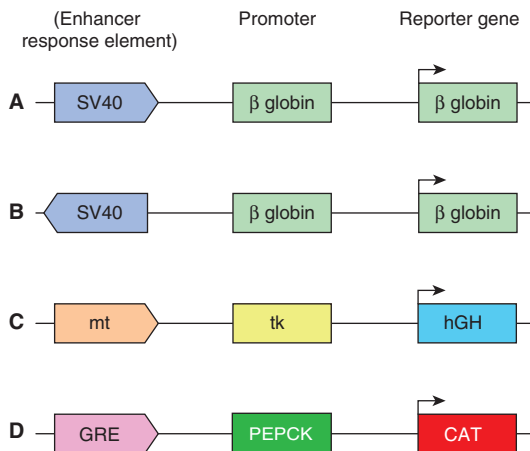 (Enhancer response element) Promoter Reporter gene
A SV40 β globin β globin
B SV40 β globin β globin
C mt tk hGH
D GRE PEPCK CAT